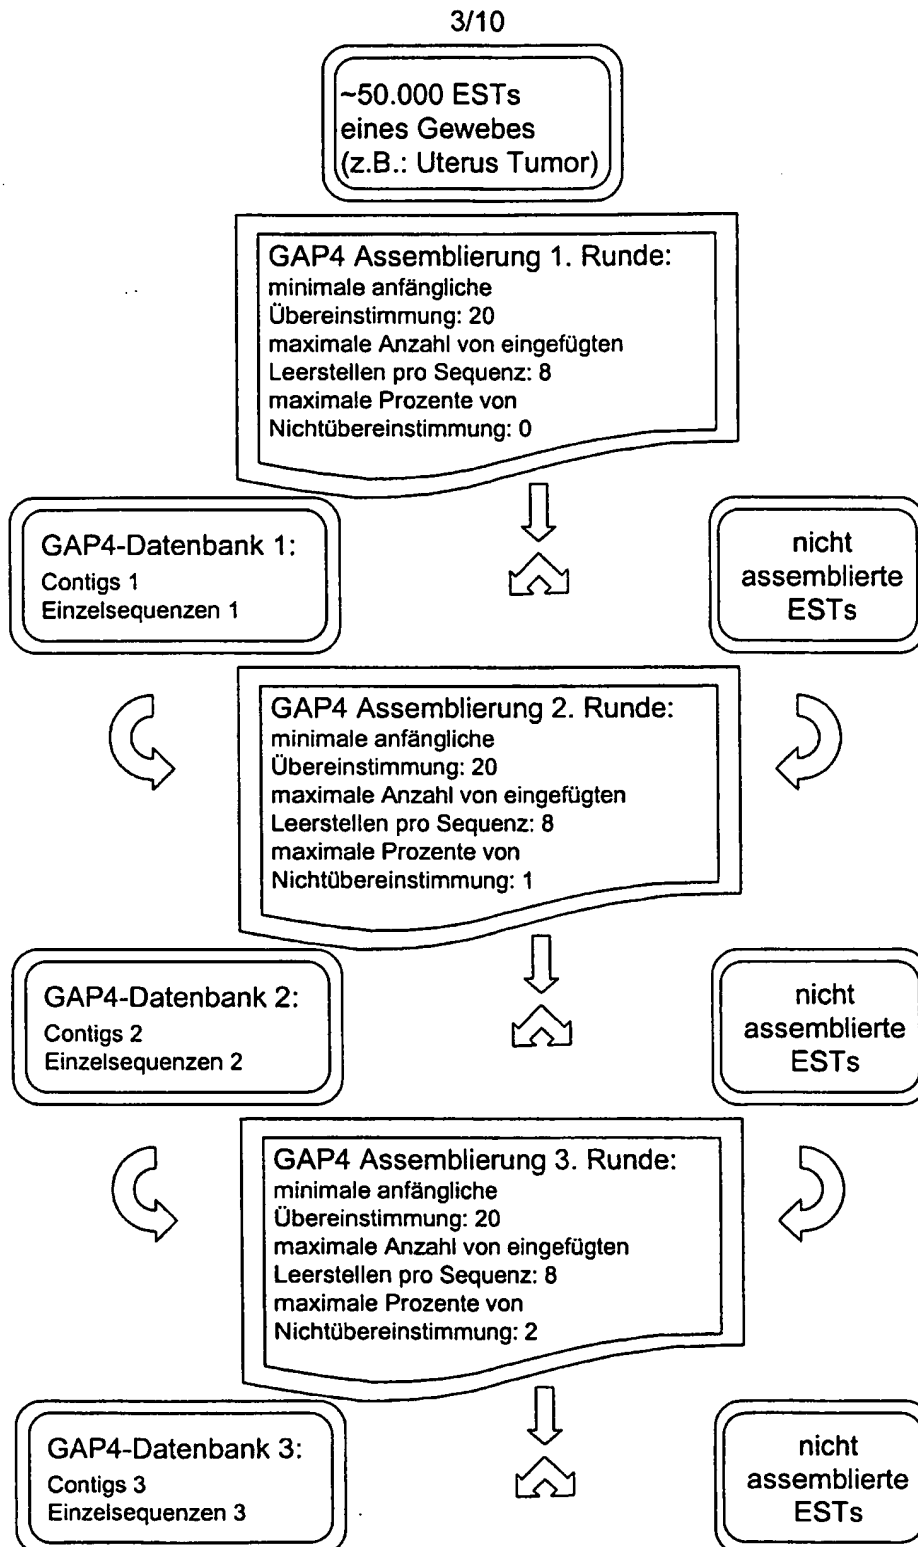 3/10
~50.000 ESTs
eines Gewebes
(z.B.: Uterus Tumor)
GAP4 Assemblierung 1. Runde:
minimale anfängliche
Übereinstimmung: 20
maximale Anzahl von eingefügten
Leerstellen pro Sequenz: 8
maximale Prozente von
Nichtübereinstimmung: 0
GAP4-Datenbank 1:
Contigs 1
Einzelsequenzen 1
nicht
assemblierte
ESTs
GAP4 Assemblierung 2. Runde:
minimale anfängliche
Übereinstimmung: 20
maximale Anzahl von eingefügten
Leerstellen pro Sequenz: 8
maximale Prozente von
Nichtübereinstimmung: 1
GAP4-Datenbank 2:
Contigs 2
Einzelsequenzen 2
nicht
assemblierte
ESTs
GAP4 Assemblierung 3. Runde:
minimale anfängliche
Übereinstimmung: 20
maximale Anzahl von eingefügten
Leerstellen pro Sequenz: 8
maximale Prozente von
Nichtübereinstimmung: 2
GAP4-Datenbank 3:
Contigs 3
Einzelsequenzen 3
nicht
assemblierte
ESTs